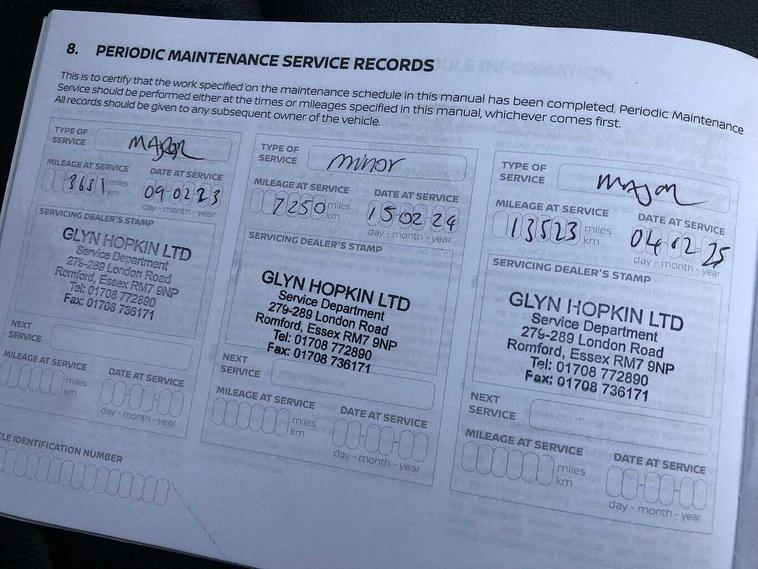 8. PERIODIC MAINTENANCE SERVICE RECORDS
This is to certify that the work specified on the maintenance schedule in this manual has been completed. Periodic Maintenance
Service should be performed either at the times or mileages specified in this manual, whichever comes first.
All records should be given to any subsequent owner of the vehicle.
TYPE OF
SERVICE
MAJOR
MILEAGE AT SERVICE
DATE AT SERVICE
3651 miles
km
09 02 23
day - month - year
SERVICING DEALER'S STAMP
GLYN HOPKIN LTD
Service Department
279-289 London Road
Romford, Essex RM7 9NP
Tel: 01708 772890
Fax: 01708 736171
NEXT
SERVICE
MILEAGE AT SERVICE
DATE AT SERVICE
miles
km
day - month - year
CLE IDENTIFICATION NUMBER
TYPE OF
SERVICE
minor
MILEAGE AT SERVICE
DATE AT SERVICE
7250 miles
km
15 02 24
day - month - year
SERVICING DEALER'S STAMP
GLYN HOPKIN LTD
Service Department
279-289 London Road
Romford, Essex RM7 9NP
Tel: 01708 772890
Fax: 01708 736171
NEXT
SERVICE
MILEAGE AT SERVICE
DATE AT SERVICE
miles
km
day - month - year
TYPE OF
SERVICE
major
MILEAGE AT SERVICE
DATE AT SERVICE
13523 miles
km
04 02 25
day - month - year
SERVICING DEALER'S STAMP
GLYN HOPKIN LTD
Service Department
279-289 London Road
Romford, Essex RM7 9NP
Tel: 01708 772890
Fax: 01708 736171
NEXT
SERVICE
MILEAGE AT SERVICE
DATE AT SERVICE
miles
km
day - month - year